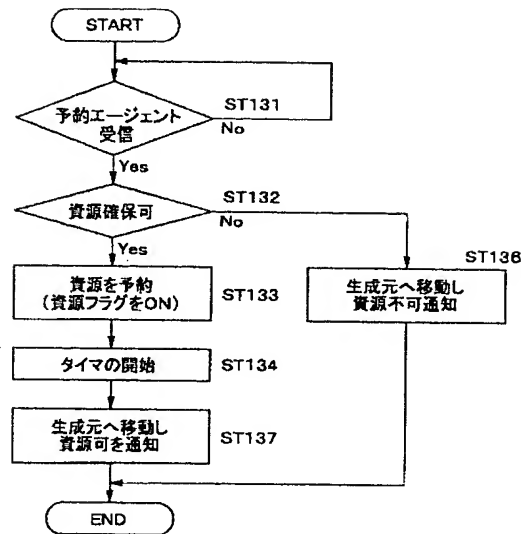 START
予約エージェント
受信
ST131
No
Yes
資源確保可
ST132
No
Yes
資源を予約
(資源フラグをON)
ST133
ST136
生成元へ移動し
資源不可通知
タイマの開始
ST134
生成元へ移動し
資源可を通知
ST137
END